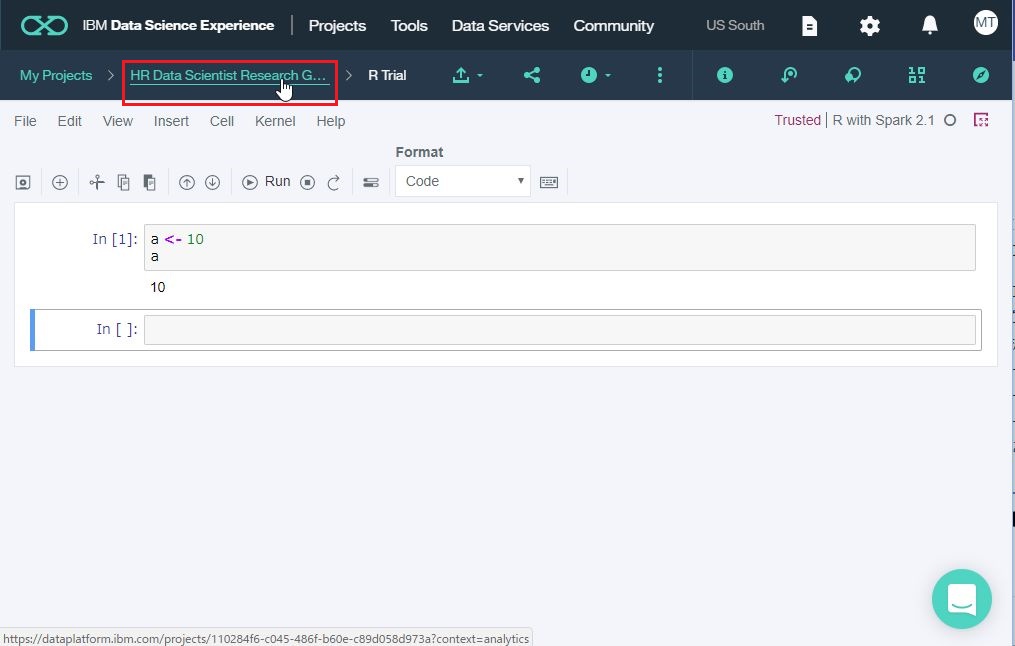 IBM Data Science Experience | Projects Tools Data Services Community US South MT
My Projects > HR Data Scientist Research G... > R Trial
File Edit View Insert Cell Kernel Help Trusted | R with Spark 2.1
Format
Run Code
In [1]: a <- 10
a
10
In [ ]:
https://dataplatform.ibm.com/projects/110284f6-c045-486f-b60e-c89d058d973a?context=analytics